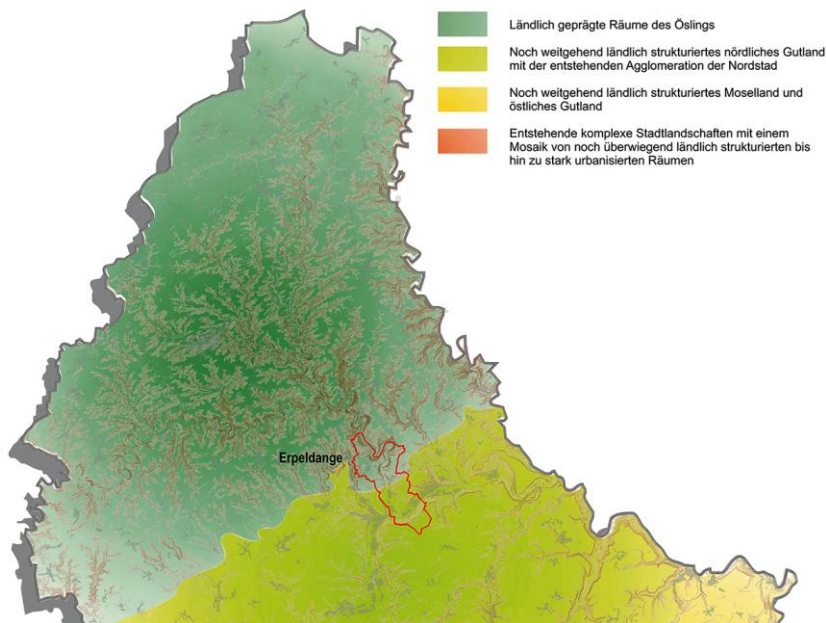 Ländlich geprägte Räume des Öslings
Noch weitgehend ländlich strukturiertes nördliches Gutland
mit der entstehenden Agglomeration der Nordstad
Noch weitgehend ländlich strukturiertes Moselland und
östliches Gutland
Entstehende komplexe Stadtlandschaften mit einem
Mosaik von noch überwiegend ländlich strukturierten bis
hin zu stark urbanisierten Räumen
Erpeldange